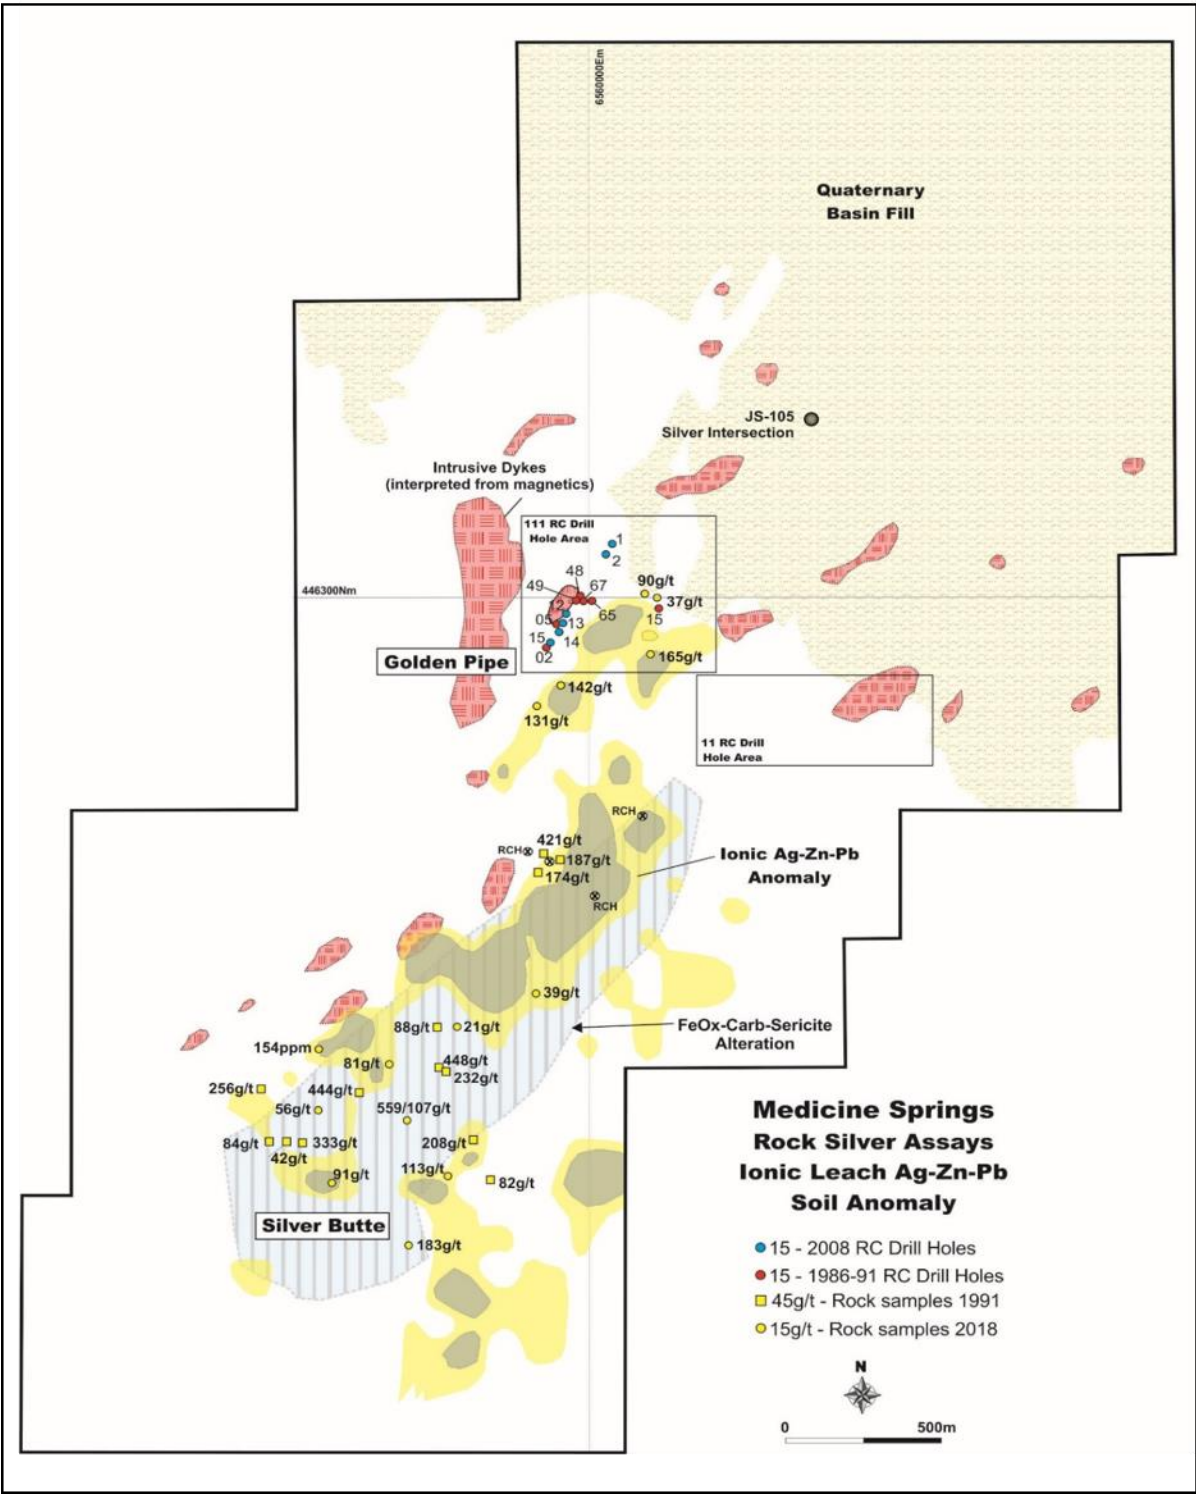 6560000Em
Quaternary
Basin Fill
JS-105
Silver Intersection
Intrusive Dykes
(interpreted from magnetics)
111 RC Drill
Hole Area
1
2
446300Nm
48
49
67
12
65
05
13
14
15
02
90g/t
37g/t
15
165g/t
Golden Pipe
142g/t
131g/t
11 RC Drill
Hole Area
RCH
421g/t
RCH
187g/t
174g/t
RCH
Ionic Ag-Zn-Pb
Anomaly
39g/t
88g/t
21g/t
FeOx-Carb-Sericite
Alteration
154ppm
81g/t
448g/t
232g/t
256g/t
444g/t
56g/t
559/107g/t
84g/t
42g/t
333g/t
208g/t
91g/t
113g/t
82g/t
Silver Butte
183g/t
Medicine Springs
Rock Silver Assays
Ionic Leach Ag-Zn-Pb
Soil Anomaly
15 - 2008 RC Drill Holes
15 - 1986-91 RC Drill Holes
45g/t - Rock samples 1991
15g/t - Rock samples 2018
N
0 500m